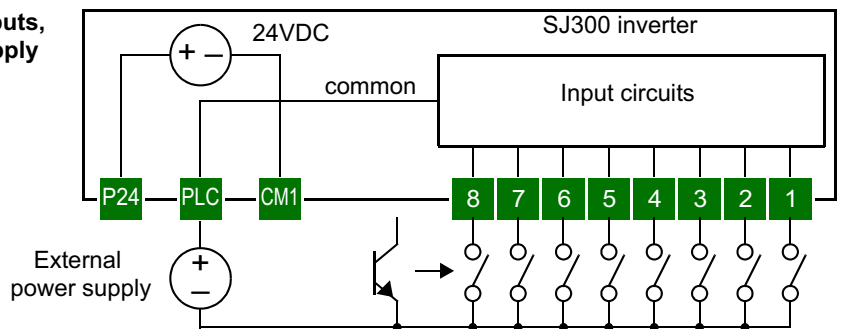 outs,
pply
24VDC
SJ300 inverter
+ –
common
Input circuits
P24 PLC CM1 8 7 6 5 4 3 2 1
External
power supply
+
–